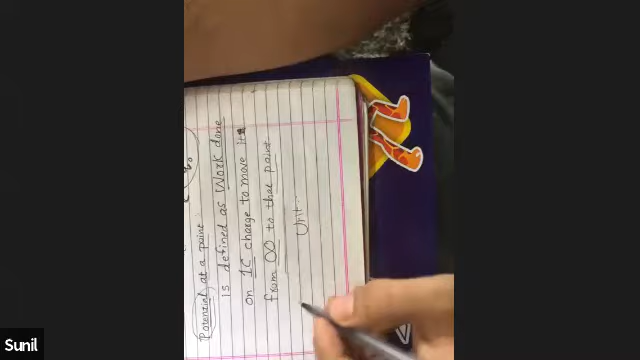 Potential at a point
is defined as Work done
on 1C charge to move it
from ∞ to that point.
Unit
Sunil